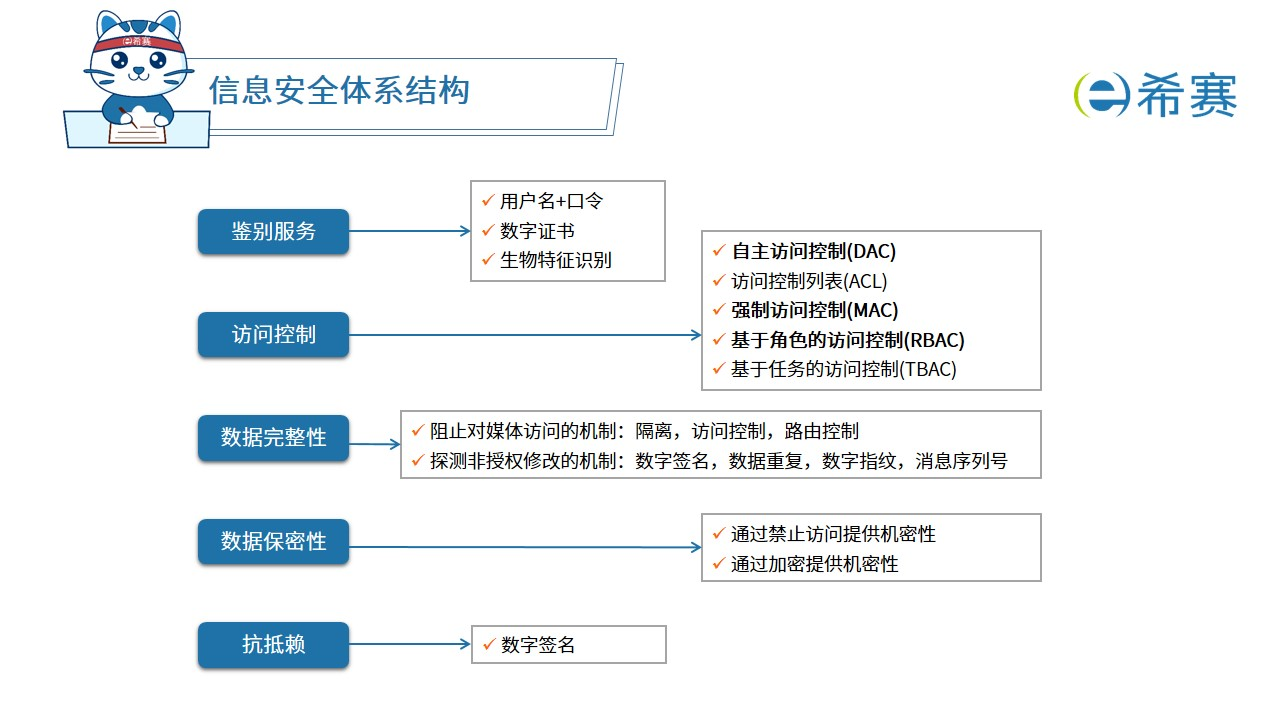 希赛
信息安全体系结构
希赛
鉴别服务
用户名+口令
数字证书
生物特征识别
访问控制
自主访问控制(DAC)
访问控制列表(ACL)
强制访问控制(MAC)
基于角色的访问控制(RBAC)
基于任务的访问控制(TBAC)
数据完整性
阻止对媒体访问的机制：隔离，访问控制，路由控制
探测非授权修改的机制：数字签名，数据重复，数字指纹，消息序列号
数据保密性
通过禁止访问提供机密性
通过加密提供机密性
抗抵赖
数字签名